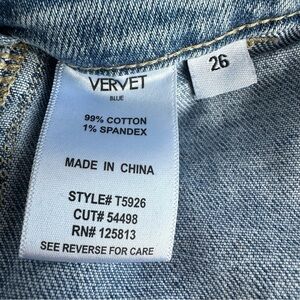 VERVET
BLUE
99% COTTON
1% SPANDEX
MADE IN CHINA
STYLE# T5926
CUT# 54498
RN# 125813
SEE REVERSE FOR CARE
26